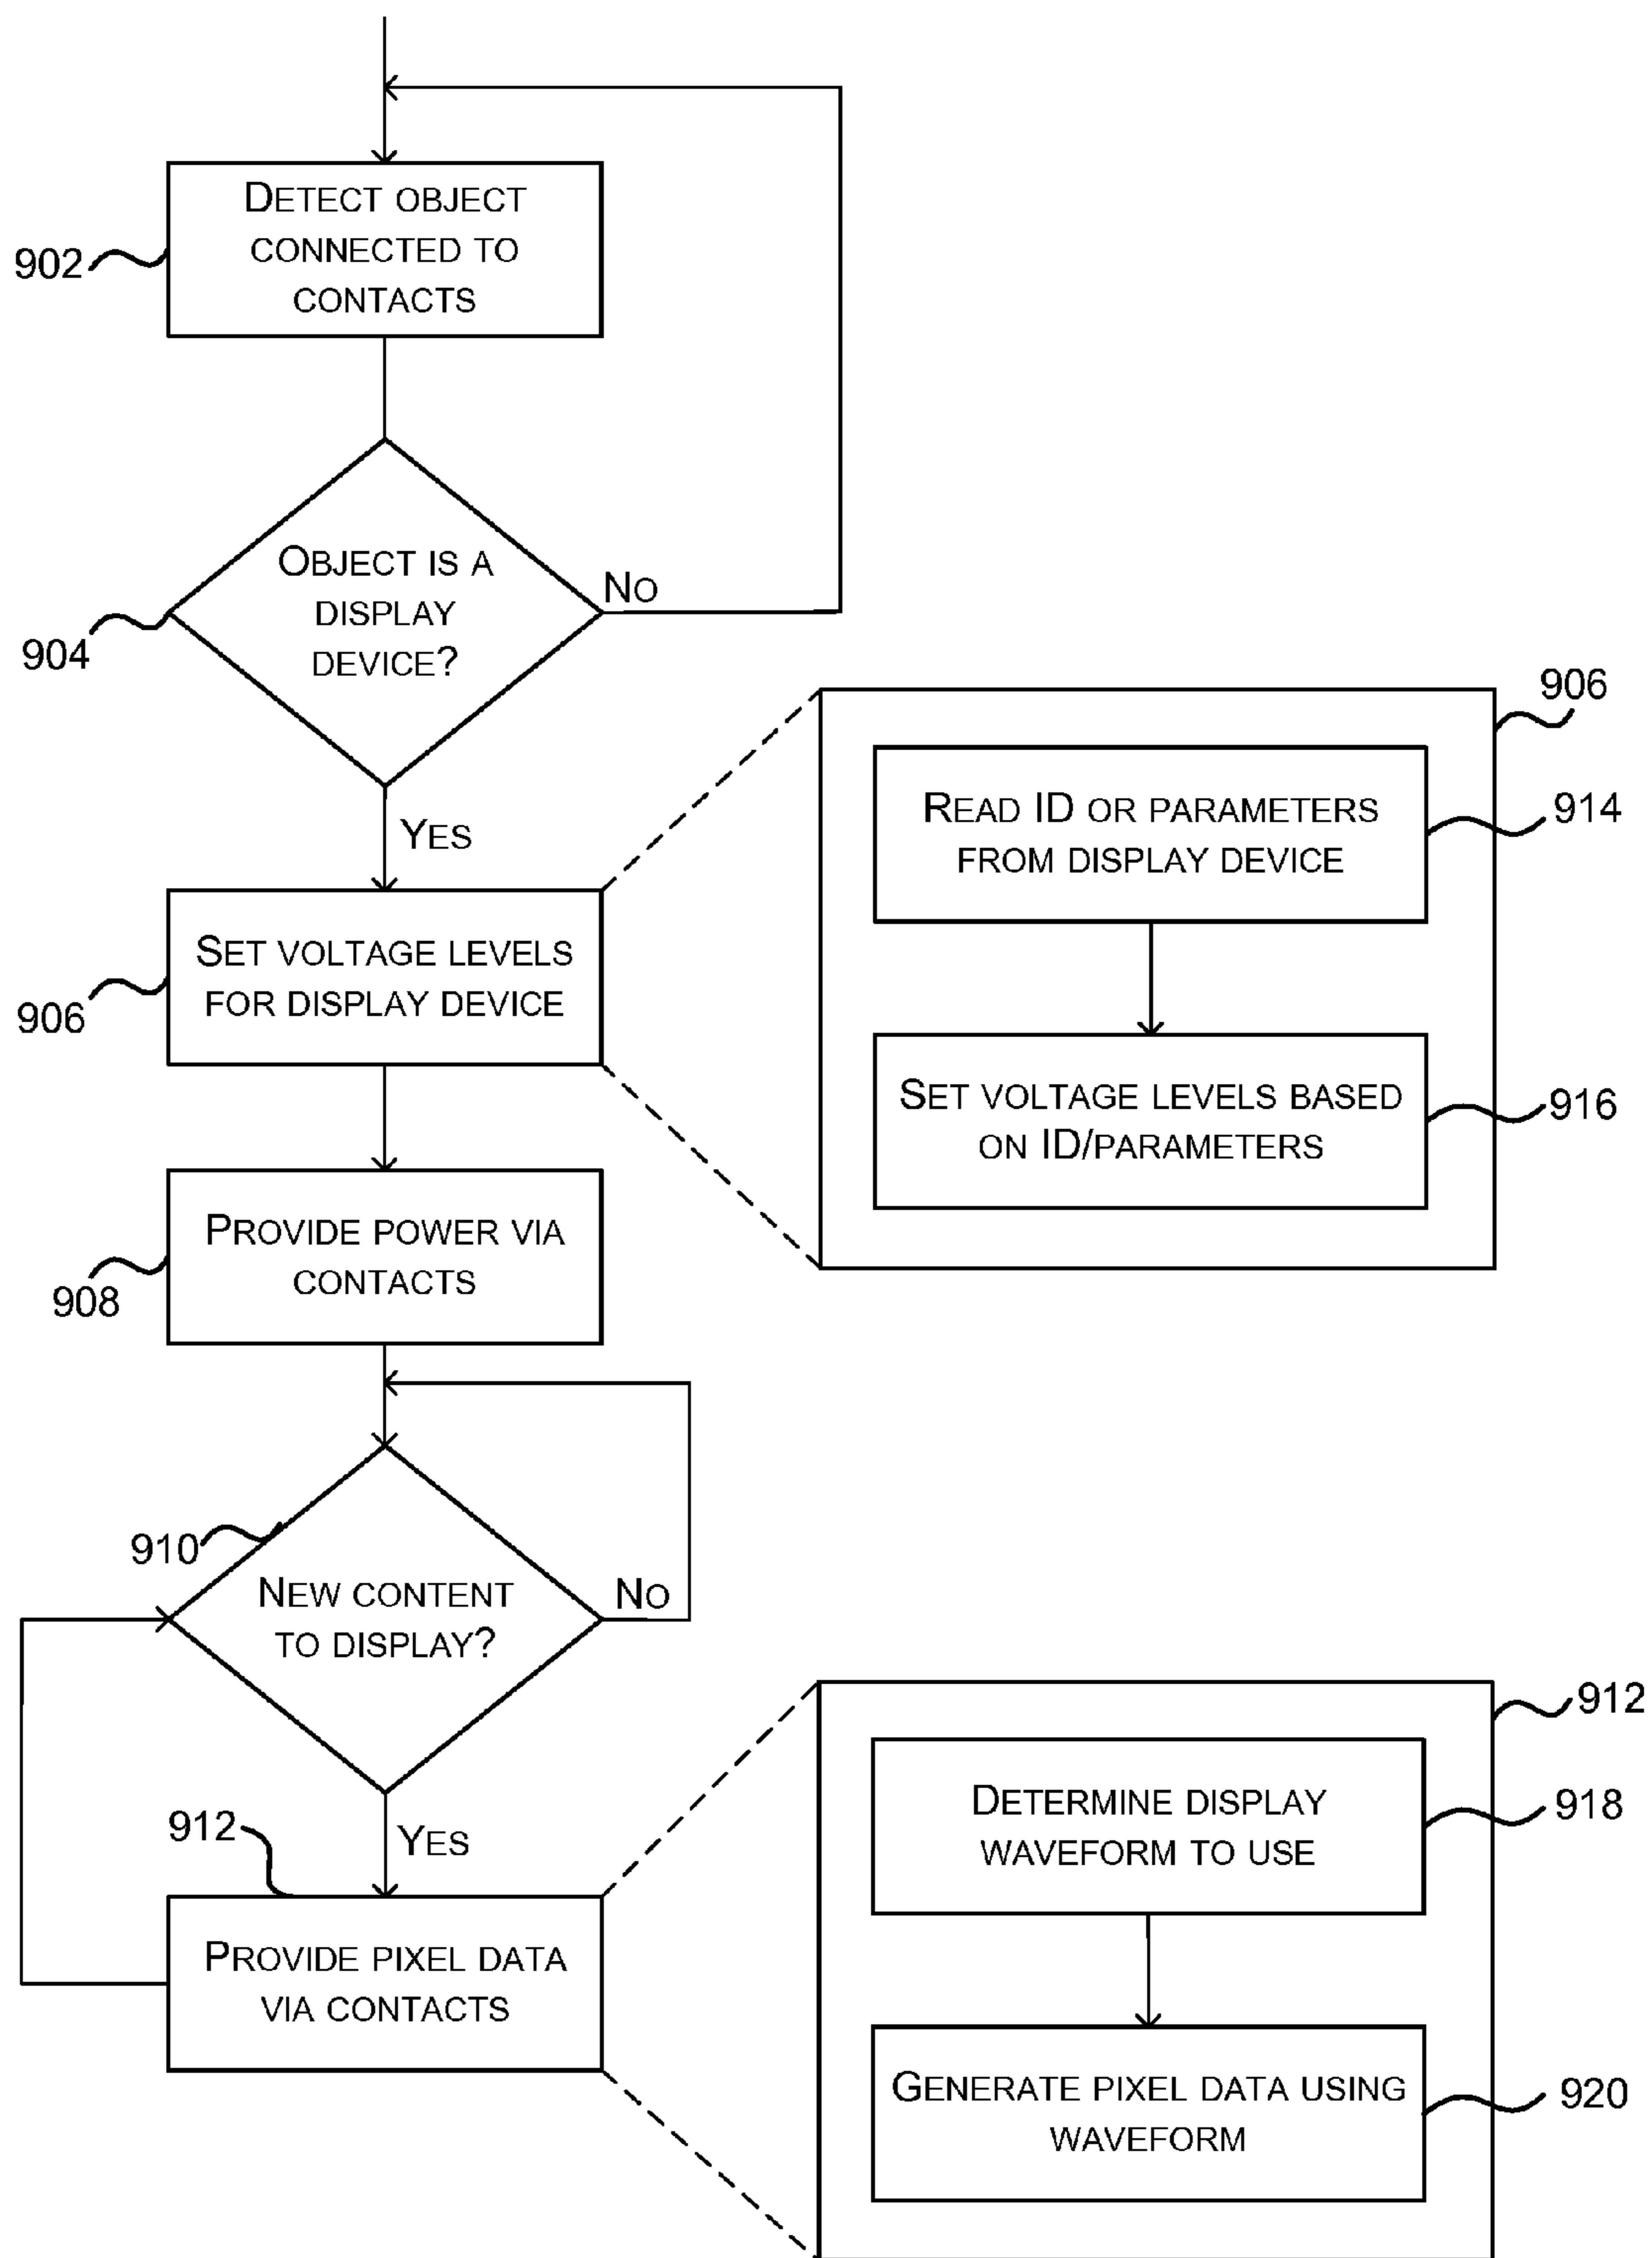 DETECT OBJECT
CONNECTED TO
CONTACTS
902
OBJECT IS A
DISPLAY
DEVICE?
NO
904
YES
SET VOLTAGE LEVELS
FOR DISPLAY DEVICE
906
906
READ ID OR PARAMETERS
FROM DISPLAY DEVICE
914
SET VOLTAGE LEVELS BASED
ON ID/PARAMETERS
916
PROVIDE POWER VIA
CONTACTS
908
910
NEW CONTENT
TO DISPLAY?
NO
912
YES
PROVIDE PIXEL DATA
VIA CONTACTS
912
DETERMINE DISPLAY
WAVEFORM TO USE
918
GENERATE PIXEL DATA USING
WAVEFORM
920